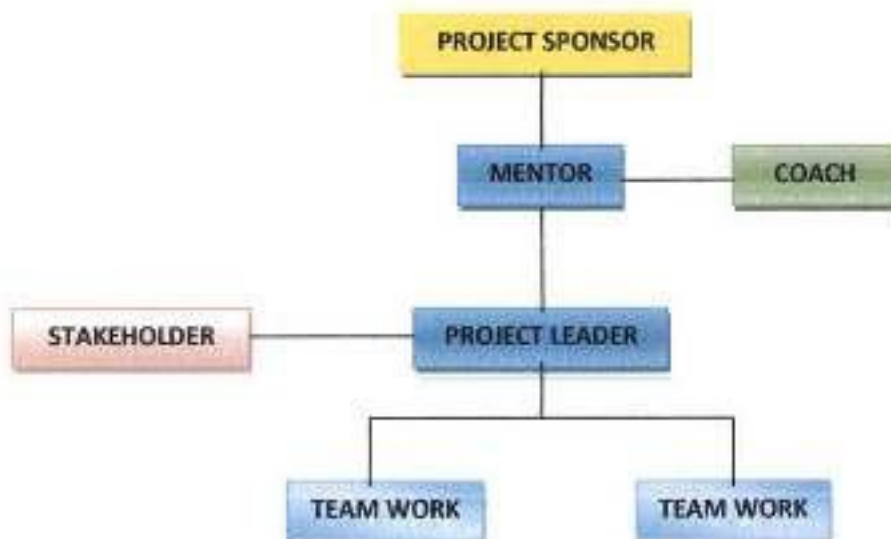 PROJECT SPONSOR
MENTOR
COACH
STAKEHOLDER
PROJECT LEADER
TEAM WORK
TEAM WORK